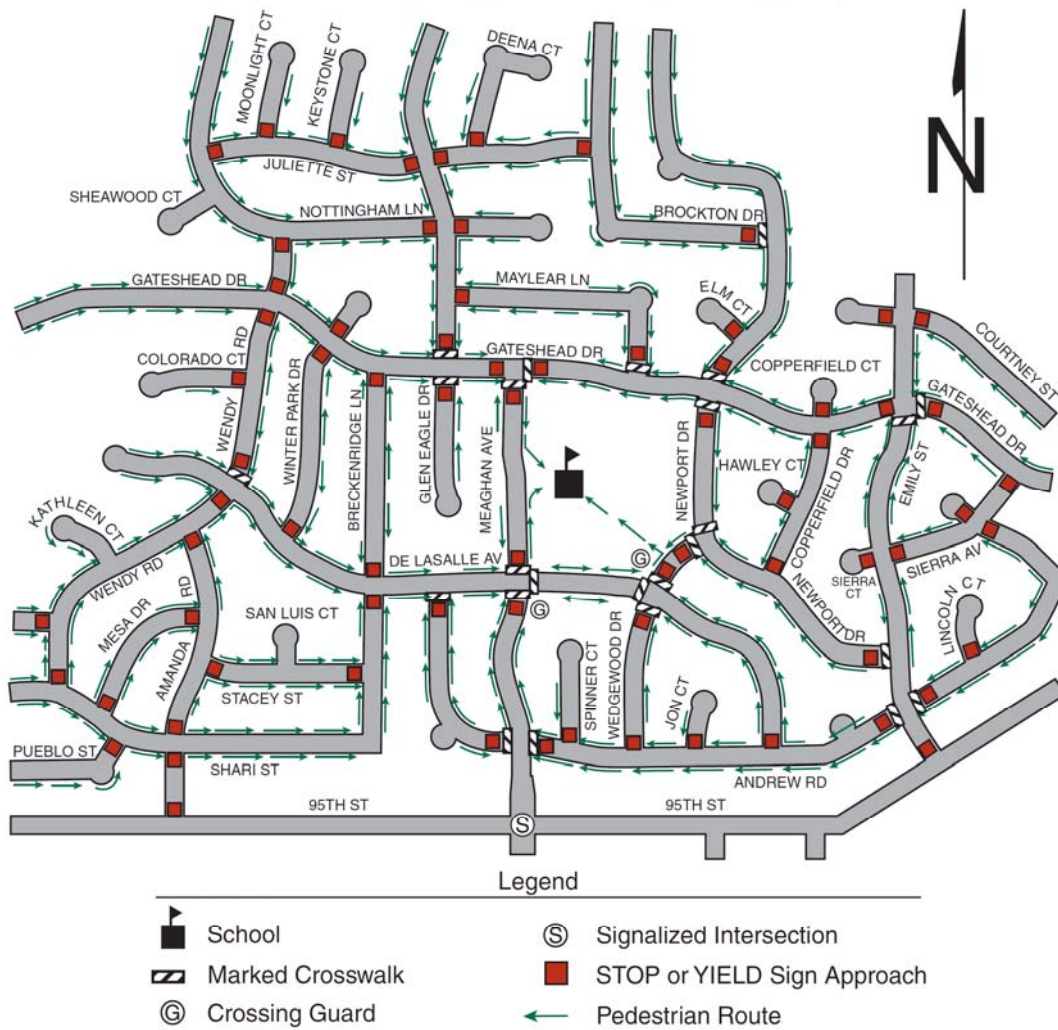 MOONLIGHT CT
KEYSTONE CT
DEENA CT
N
JULIETTE ST
SHEAWOOD CT
NOTTINGHAM LN
BROCKTON DR
GATESHEAD DR
MAYLEAR LN
ELM CT
COLORADO CT
WENDY RD
WINTER PARK DR
BRECKENRIDGE LN
GLEN EAGLE DR
GATESHEAD DR
MEAGHAN AVE
COPPERFIELD CT
COURTNEY ST
GATESHEAD DR
NEWPORT DR
HAWLEY CT
COPPERFIELD DR
EMILY ST
KATHLEEN CT
WENDY RD
DE LASALLE AV
G
SIERRA AV
SIERRA
CT
MESA DR
AMANDA RD
SAN LUIS CT
G
NEWPORT DR
LINCOLN CT
STACEY ST
SPINNER CT
WEDGEWOOD DR
JON CT
PUEBLO ST
SHARI ST
ANDREW RD
95TH ST
S
95TH ST
Legend
School
S Signalized Intersection
Marked Crosswalk
STOP or YIELD Sign Approach
G Crossing Guard
Pedestrian Route